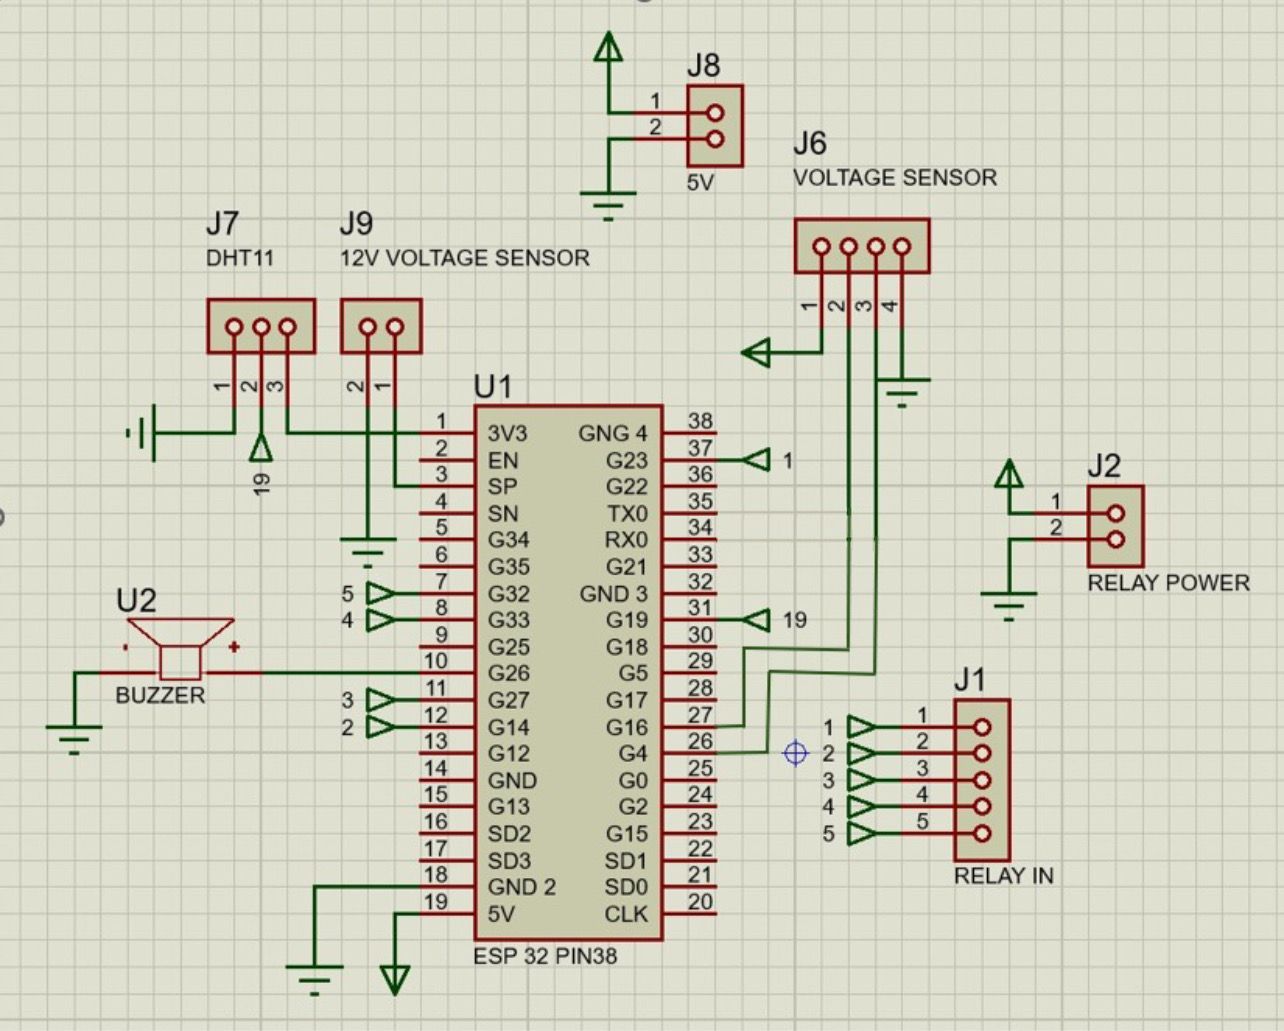 J8
1
2
5V
J6
VOLTAGE SENSOR
1
2
3
4
J7
DHT11
1
2
3
19
J9
12V VOLTAGE SENSOR
2
1
U1
1 3V3 GNG 4 38
2 EN G23 37 1
3 SP G22 36
4 SN TX0 35
5 G34 RX0 34
6 G35 G21 33
5 7 G32 GND 3 32
4 8 G33 G19 31 19
9 G25 G18 30
10 G26 G5 29
3 11 G27 G17 28
2 12 G14 G16 27
13 G12 G4 26
14 GND G0 25
15 G13 G2 24
16 SD2 G15 23
17 SD3 SD1 22
18 GND 2 SD0 21
19 5V CLK 20
ESP 32 PIN38
U2
- +
BUZZER
J2
1
2
RELAY POWER
J1
1 1
2 2
3 3
4 4
5 5
RELAY IN